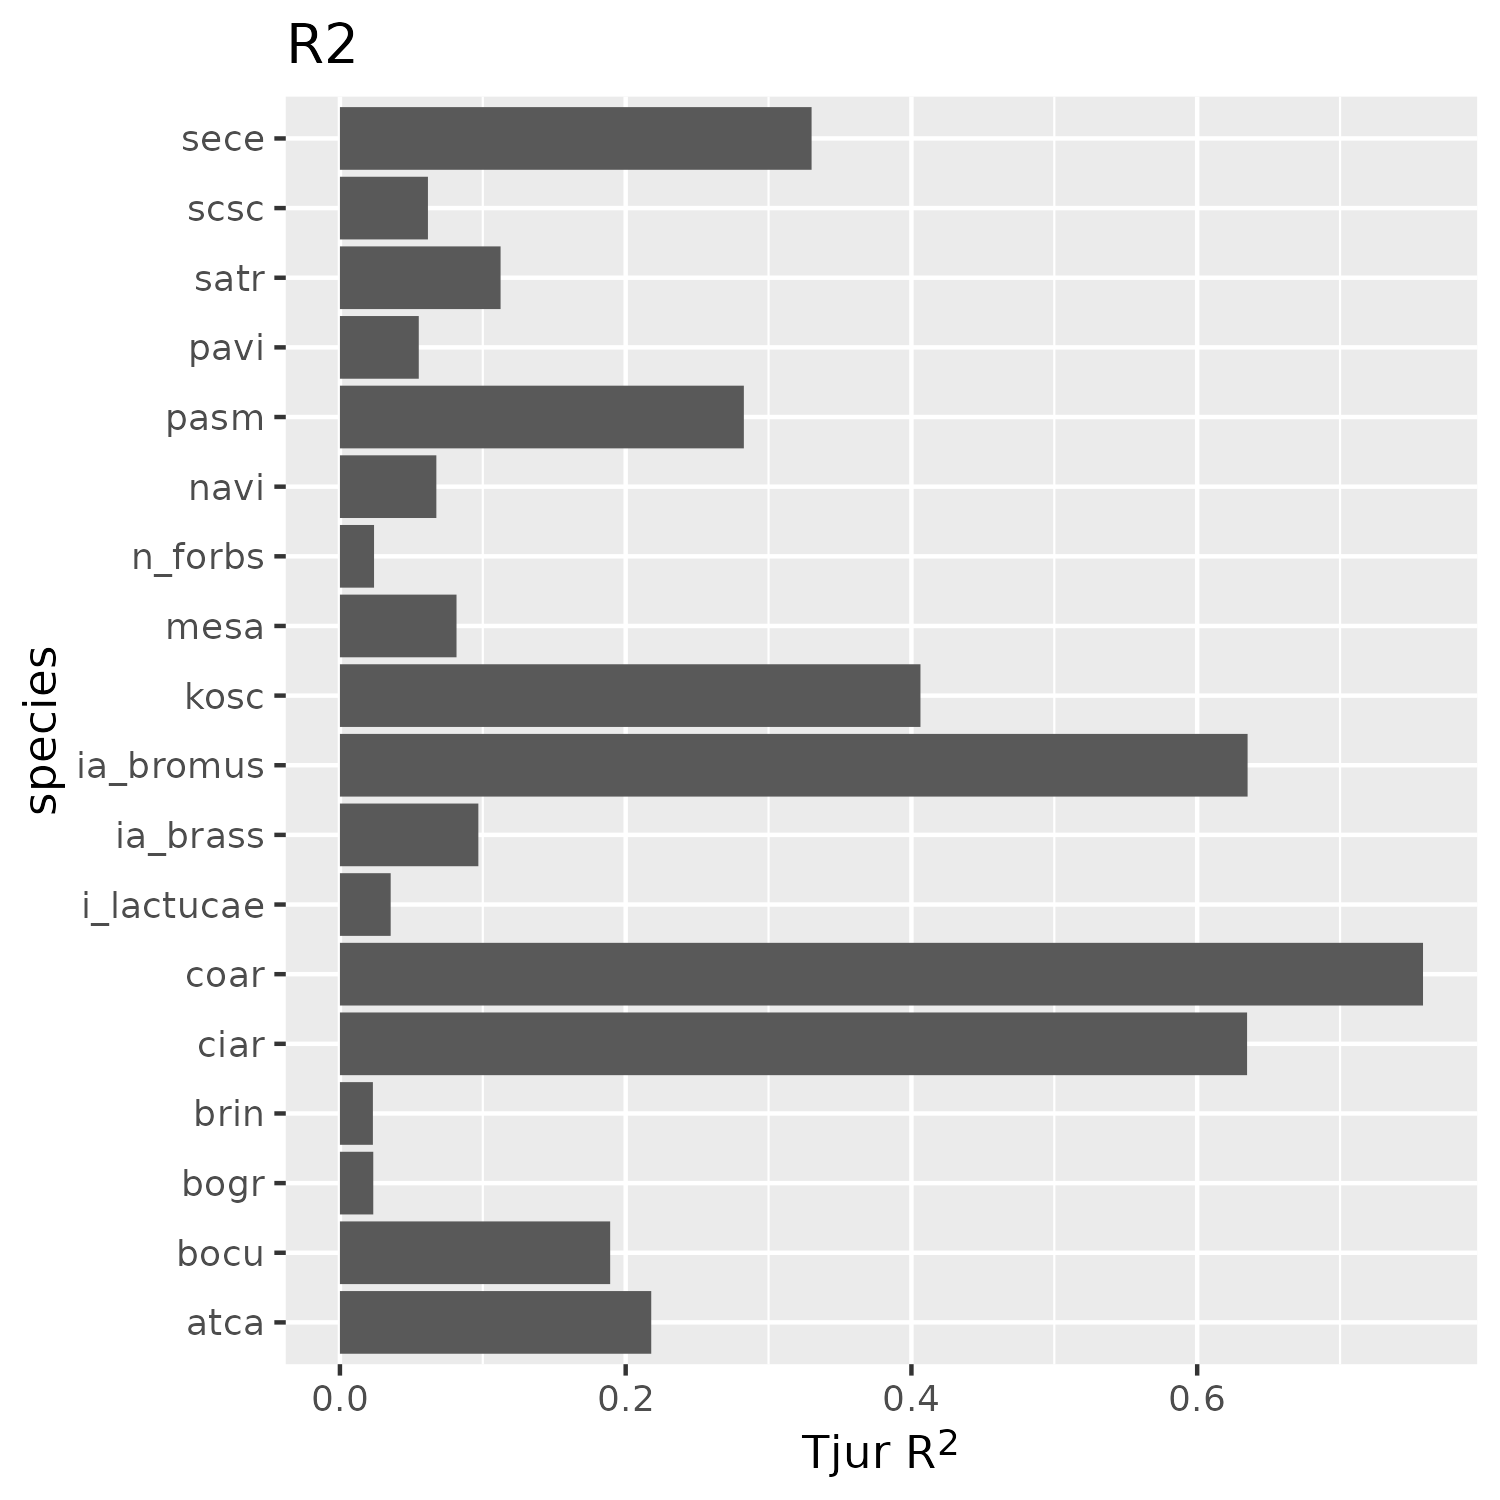 R2
sece
scsc
satr
pavi
pasm
navi
n_forbs
mesa
kosc
ia_bromus
ia_brass
i_lactucae
coar
ciar
brin
bogr
bocu
atca
species
0.0 0.2 0.4 0.6
Tjur R²